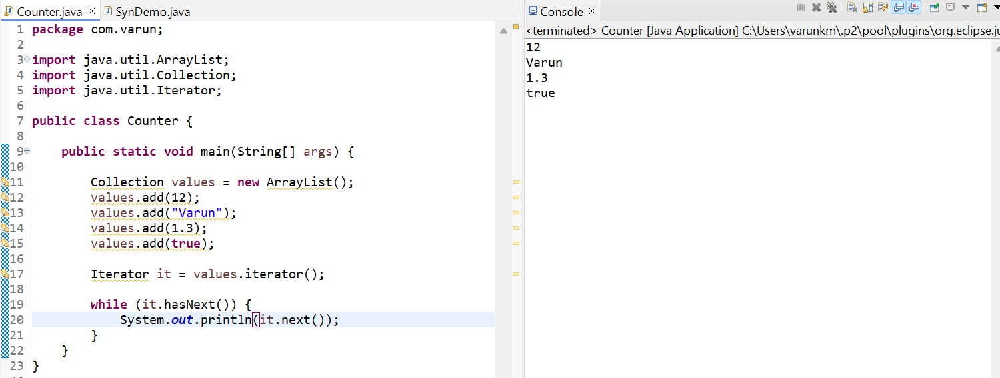 Counter.java
SynDemo.java
1 package com.varun;
2
3 import java.util.ArrayList;
4 import java.util.Collection;
5 import java.util.Iterator;
6
7 public class Counter {
8
9     public static void main(String[] args) {
10
11         Collection values = new ArrayList();
12         values.add(12);
13         values.add("Varun");
14         values.add(1.3);
15         values.add(true);
16
17         Iterator it = values.iterator();
18
19         while (it.hasNext()) {
20             System.out.println(it.next());
21         }
22     }
23 }
Console
<terminated> Counter [Java Application] C:\Users\varunkm\.p2\pool\plugins\org.eclipse.ju
12
Varun
1.3
true